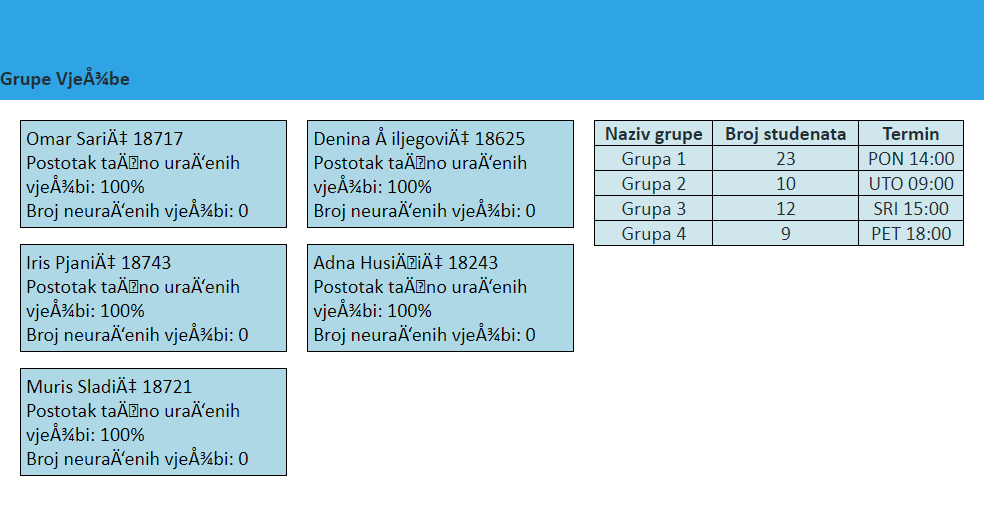 Grupe VjeÅ¾be
Omar SariÄ‡ 18717
Postotak taÄno uraÄ‘enih
vjeÅ¾bi: 100%
Broj neuraÄ‘enih vjeÅ¾bi: 0
Denina Å iljegoviÄ‡ 18625
Postotak taÄno uraÄ‘enih
vjeÅ¾bi: 100%
Broj neuraÄ‘enih vjeÅ¾bi: 0
Iris PjaniÄ‡ 18743
Postotak taÄno uraÄ‘enih
vjeÅ¾bi: 100%
Broj neuraÄ‘enih vjeÅ¾bi: 0
Adna HusiÄiÄ‡ 18243
Postotak taÄno uraÄ‘enih
vjeÅ¾bi: 100%
Broj neuraÄ‘enih vjeÅ¾bi: 0
Muris SladiÄ‡ 18721
Postotak taÄno uraÄ‘enih
vjeÅ¾bi: 100%
Broj neuraÄ‘enih vjeÅ¾bi: 0
Naziv grupe Broj studenata Termin
Grupa 1 23 PON 14:00
Grupa 2 10 UTO 09:00
Grupa 3 12 SRI 15:00
Grupa 4 9 PET 18:00